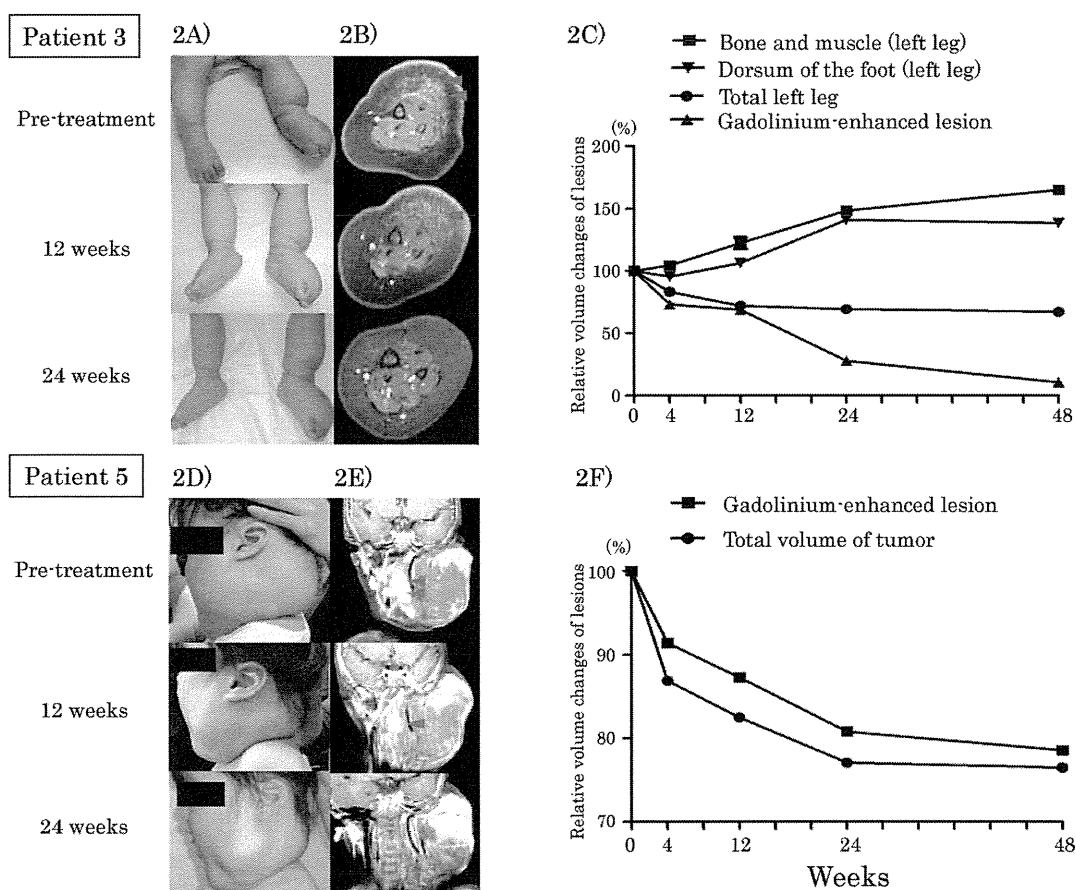 Patient 3
2A)
2B)
Pre-treatment
12 weeks
24 weeks
2C)
Bone and muscle (left leg)
Dorsum of the foot (left leg)
Total left leg
Gadolinium-enhanced lesion
(%)
Relative volume changes of lesions
200
150
100
50
0
0 4 12 24 48
Patient 5
2D)
2E)
Pre-treatment
12 weeks
24 weeks
2F)
Gadolinium-enhanced lesion
Total volume of tumor
(%)
Relative volume changes of lesions
100
90
80
70
0 4 12 24 48
Weeks